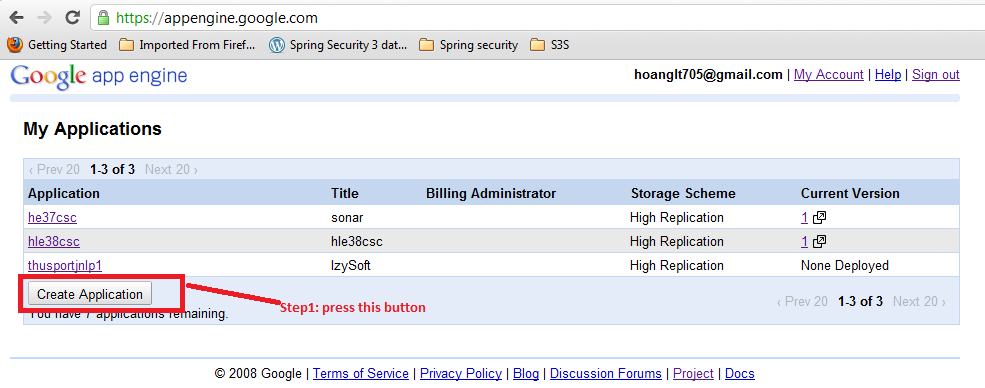 https://appengine.google.com
Getting Started Imported From Firef... Spring Security 3 dat... Spring security S3S
Google app engine
hoanglt705@gmail.com | My Account | Help | Sign out
My Applications
‹ Prev 20 1-3 of 3 Next 20 ›
Application Title Billing Administrator Storage Scheme Current Version
he37csc sonar High Replication 1
hle38csc hle38csc High Replication 1
thusportjnlp1 IzySoft High Replication None Deployed
Create Application
‹ Prev 20 1-3 of 3 Next 20 ›
Step1: press this button
You have 7 applications remaining.
© 2008 Google | Terms of Service | Privacy Policy | Blog | Discussion Forums | Project | Docs